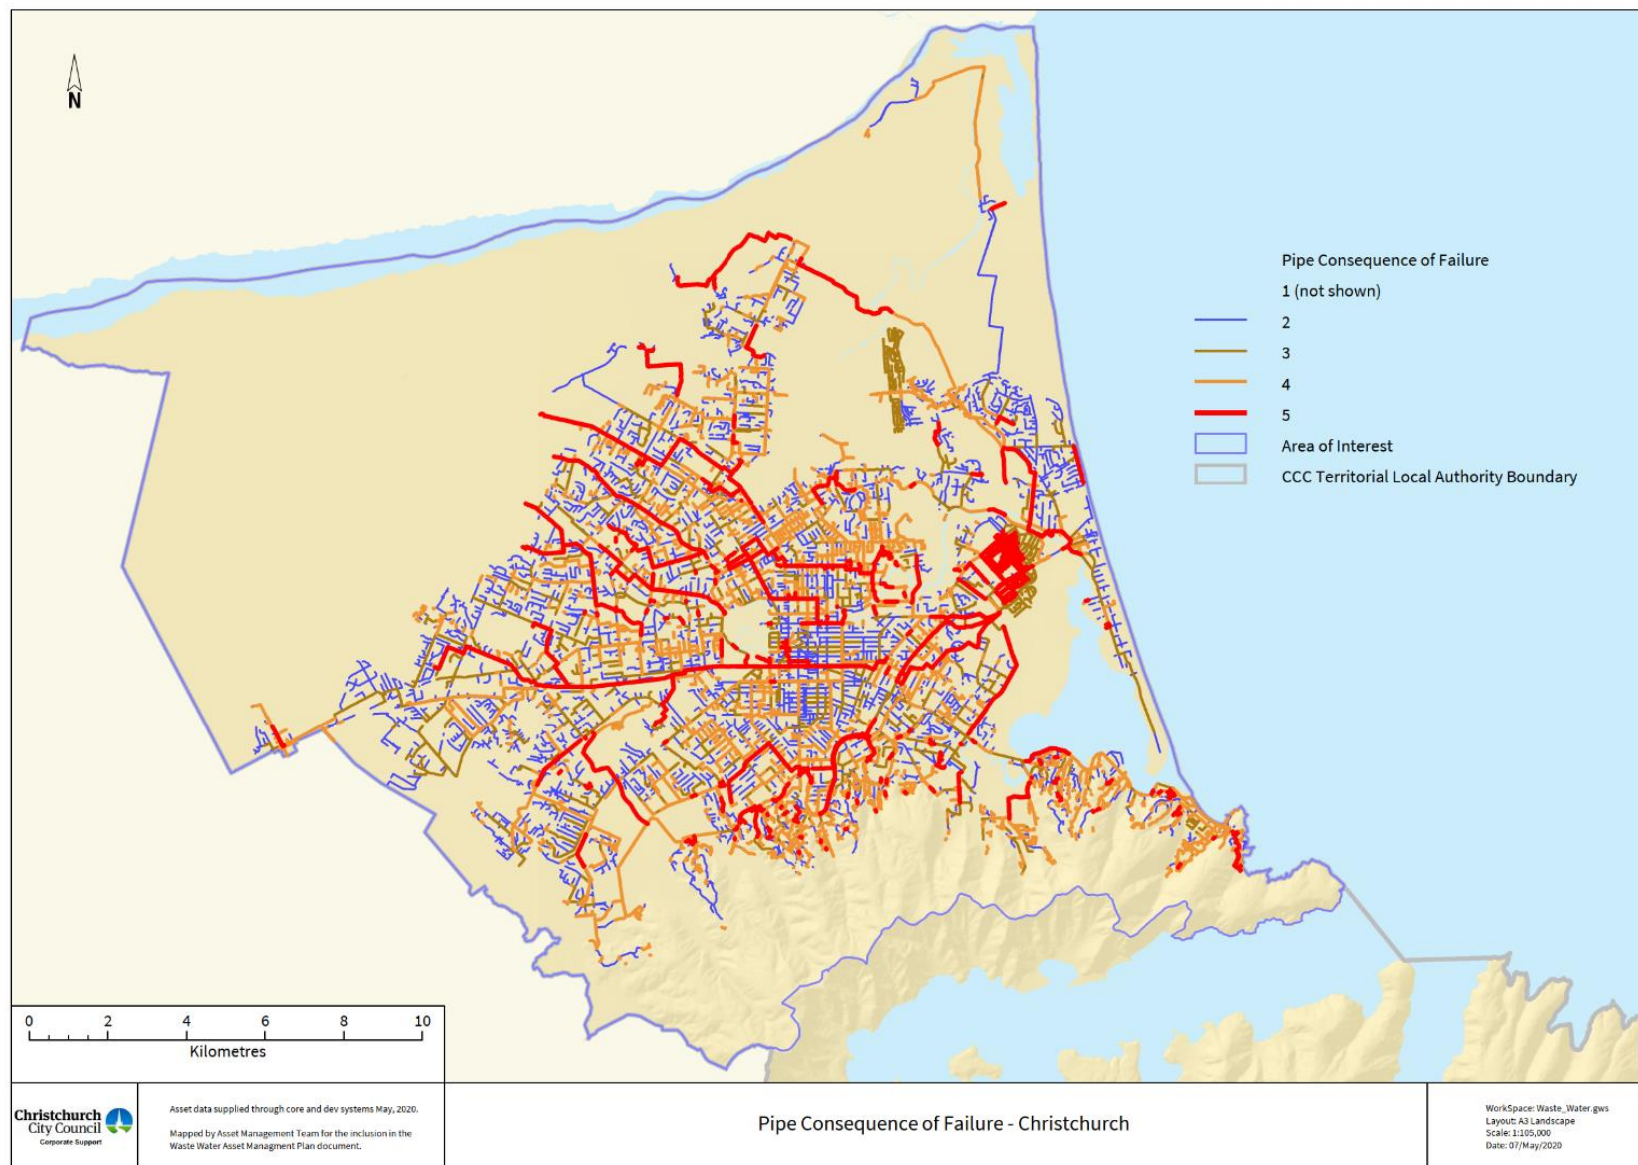 N
Pipe Consequence of Failure
1 (not shown)
2
3
4
5
Area of Interest
CCC Territorial Local Authority Boundary
0 2 4 6 8 10
Kilometres
Christchurch
City Council
Corporate Support
Asset data supplied through core and dev systems May, 2020.
Mapped by Asset Management Team for the inclusion in the
Waste Water Asset Managment Plan document.
Pipe Consequence of Failure - Christchurch
WorkSpace: Waste_Water.gws
Layout: A3 Landscape
Scale: 1:105,000
Date: 07/May/2020